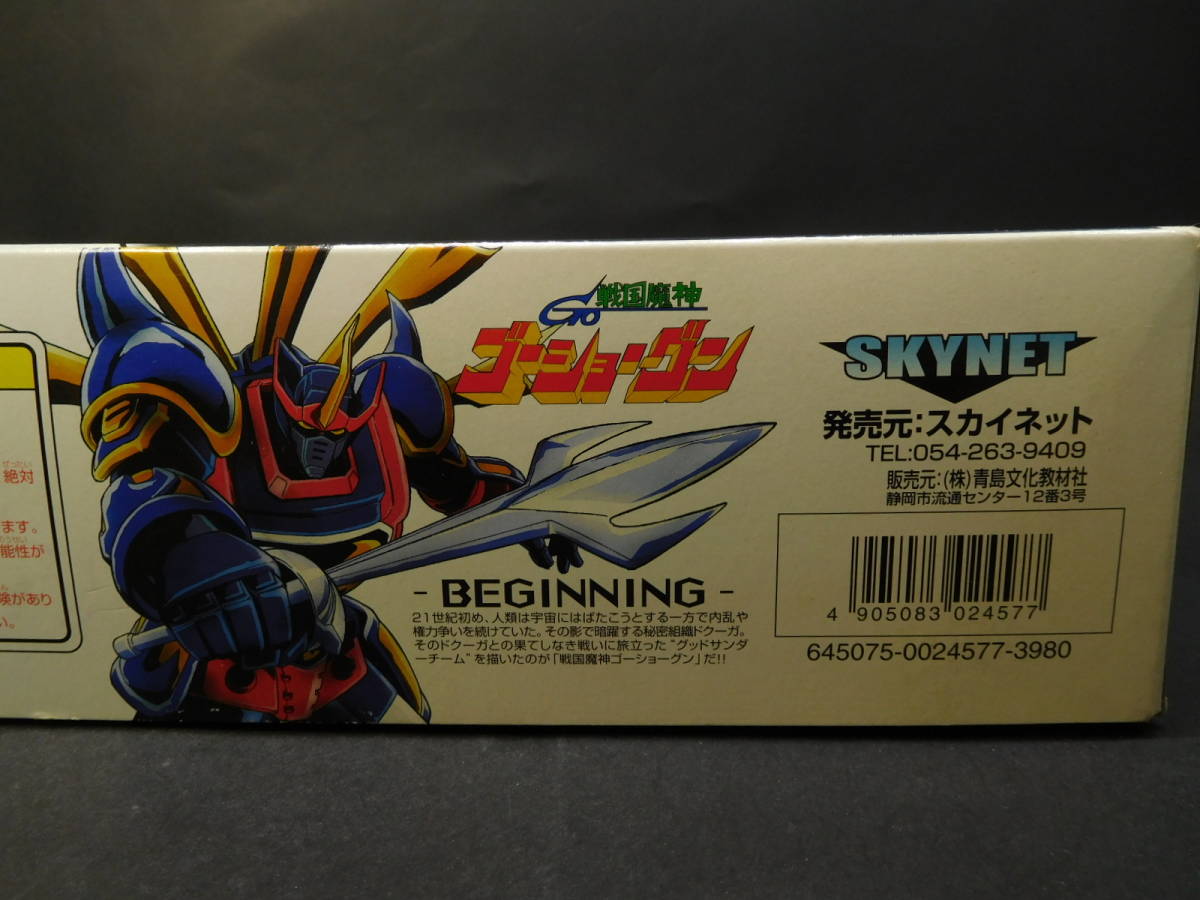 絶対
ぜったい
ます。
能性が
険があり
い。
Go 戦国魔神
ゴーショーグン
- BEGINNING -
21世紀初め、人類は宇宙にはばたこうとする一方で内乱や
権力争いを続けていた。その影で暗躍する秘密組織ドクーガ。
そのドクーガとの果てしなき戦いに旅立った“グッドサンダ
ーチーム”を描いたのが「戦国魔神ゴーショーグン」だ!!
SKYNET
発売元:スカイネット
TEL:054-263-9409
販売元:(株)青島文化教材社
静岡市流通センター12番3号
4 905083 024577
645075-0024577-3980